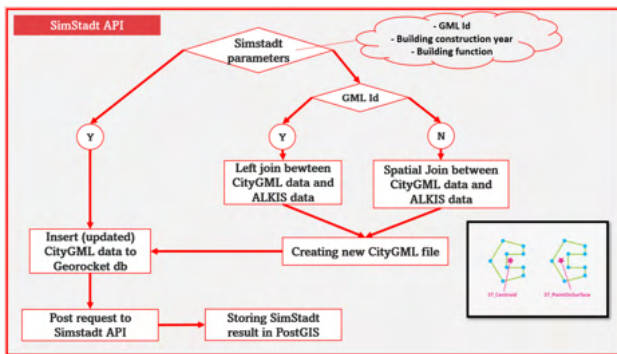 SimStadt API
Simstadt
parameters
- GML Id
- Building construction year
- Building function
GML Id
Y
Y
N
Left join bewteen
CityGML data and
ALKIS data
Spatial Join between
CityGML data and
ALKIS data
Insert (updated)
CityGML data to
Georocket db
Creating new CityGML file
ST_Centroid
ST_PointOnSurface
Post request to
Simstadt API
Storing SimStadt
result in PostGIS